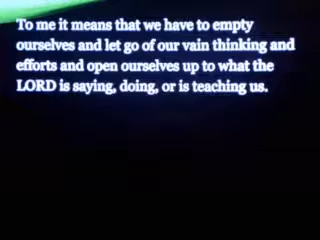 To me it means that we have to empty
ourselves and let go of our vain thinking and
efforts and open ourselves up to what the
LORD is saying, doing, or is teaching us.